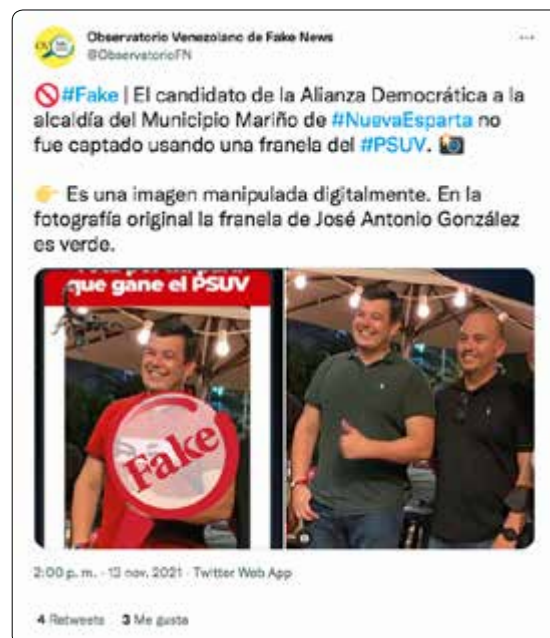 Observatorio Venezolano de Fake News
@ObservatorioFN
#Fake | El candidato de la Alianza Democrática a la
alcaldía del Municipio Mariño de #NuevaEsparta no
fue captado usando una franela del #PSUV.
Es una imagen manipulada digitalmente. En la
fotografía original la franela de José Antonio González
es verde.
que gane el PSUV
Fake
2:00 p. m. · 13 nov. 2021 · Twitter Web App
4 Retweets 3 Me gusta